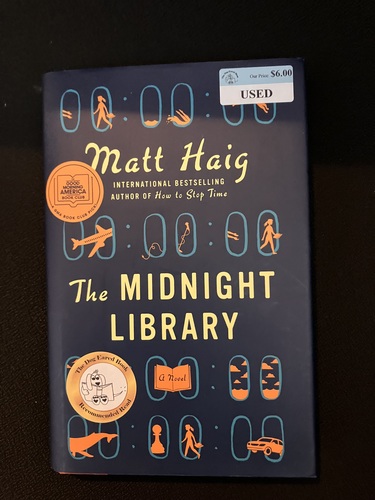 Our Price $6.00
USED
Matt Haig
INTERNATIONAL BESTSELLING
AUTHOR OF How to Stop Time
GOOD
MORNING
AMERICA
BOOK CLUB
The MIDNIGHT
LIBRARY
A Novel
The Dog Eared Book
Recommended Read